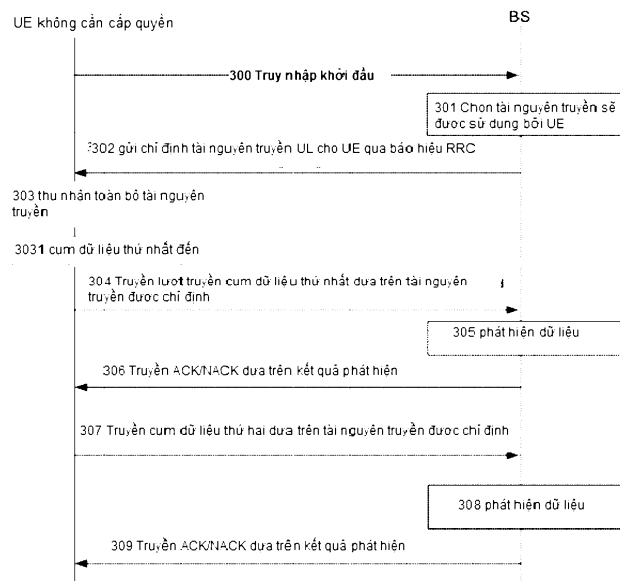 UE không cần cấp quyền
BS
300 Truy nhập khởi đầu
301 Chọn tài nguyên truyền sẽ
được sử dụng bởi UE
302 gửi chỉ định tài nguyên truyền UL cho UE qua báo hiệu RRC
303 thu nhận toàn bộ tài nguyên
truyền
3031 cụm dữ liệu thứ nhất đến
304 Truyền lượt truyền cụm dữ liệu thứ nhất dựa trên tài nguyên
truyền được chỉ định
305 phát hiện dữ liệu
306 Truyền ACK/NACK dựa trên kết quả phát hiện
307 Truyền cụm dữ liệu thứ hai dựa trên tài nguyên truyền được chỉ định
308 phát hiện dữ liệu
309 Truyền ACK/NACK dựa trên kết quả phát hiện